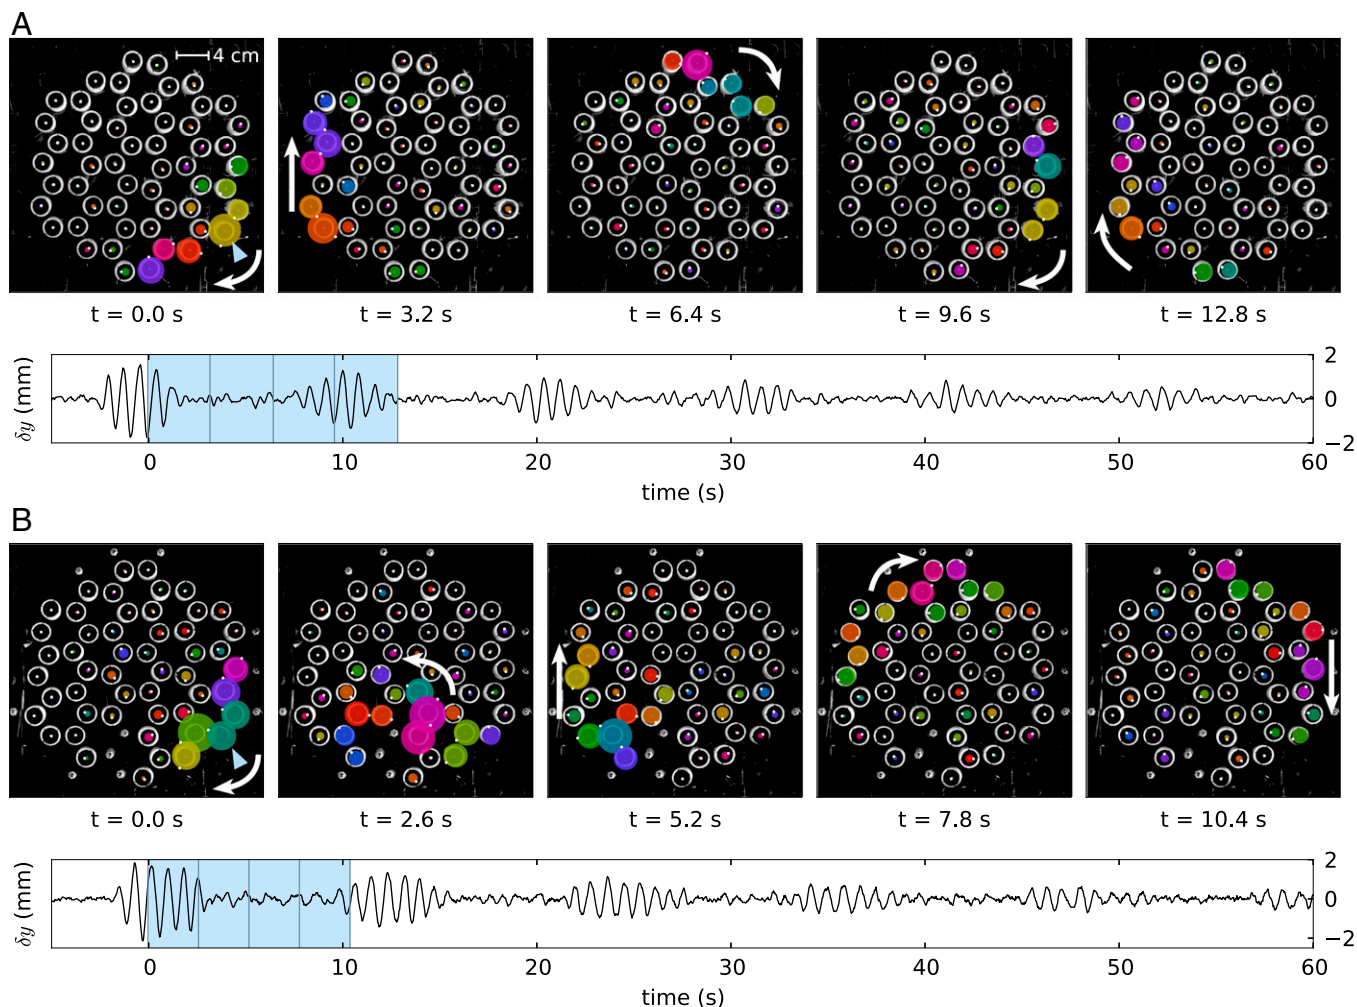 A
4 cm
t = 0.0 s
t = 3.2 s
t = 6.4 s
t = 9.6 s
t = 12.8 s
δy (mm)
2
0
−2
0
10
20
30
40
50
60
time (s)
B
t = 0.0 s
t = 2.6 s
t = 5.2 s
t = 7.8 s
t = 10.4 s
δy (mm)
2
0
−2
0
10
20
30
40
50
60
time (s)